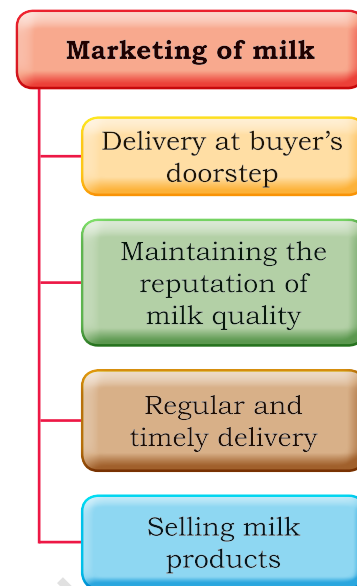 Marketing of milk
Delivery at buyer's
doorstep
Maintaining the
reputation of
milk quality
Regular and
timely delivery
Selling milk
products